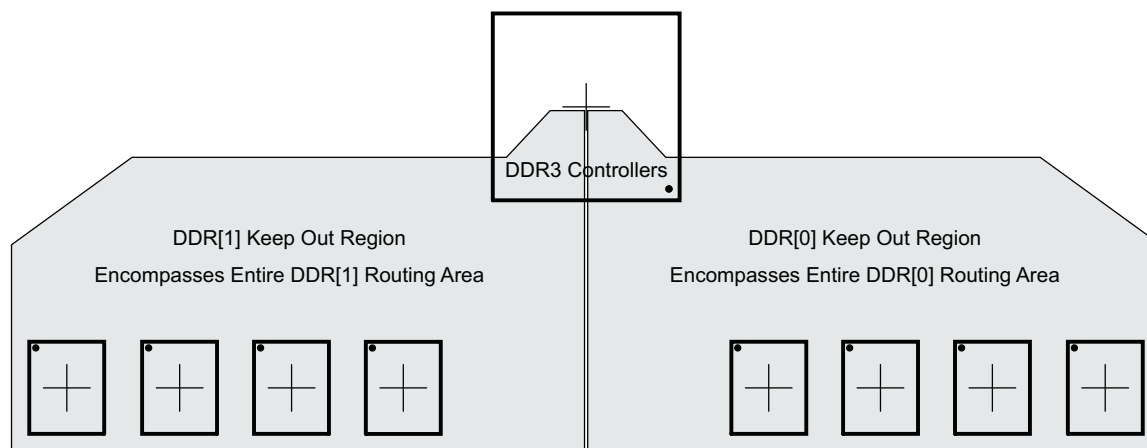 DDR3 Controllers
DDR[1] Keep Out Region
Encompasses Entire DDR[1] Routing Area
DDR[0] Keep Out Region
Encompasses Entire DDR[0] Routing Area